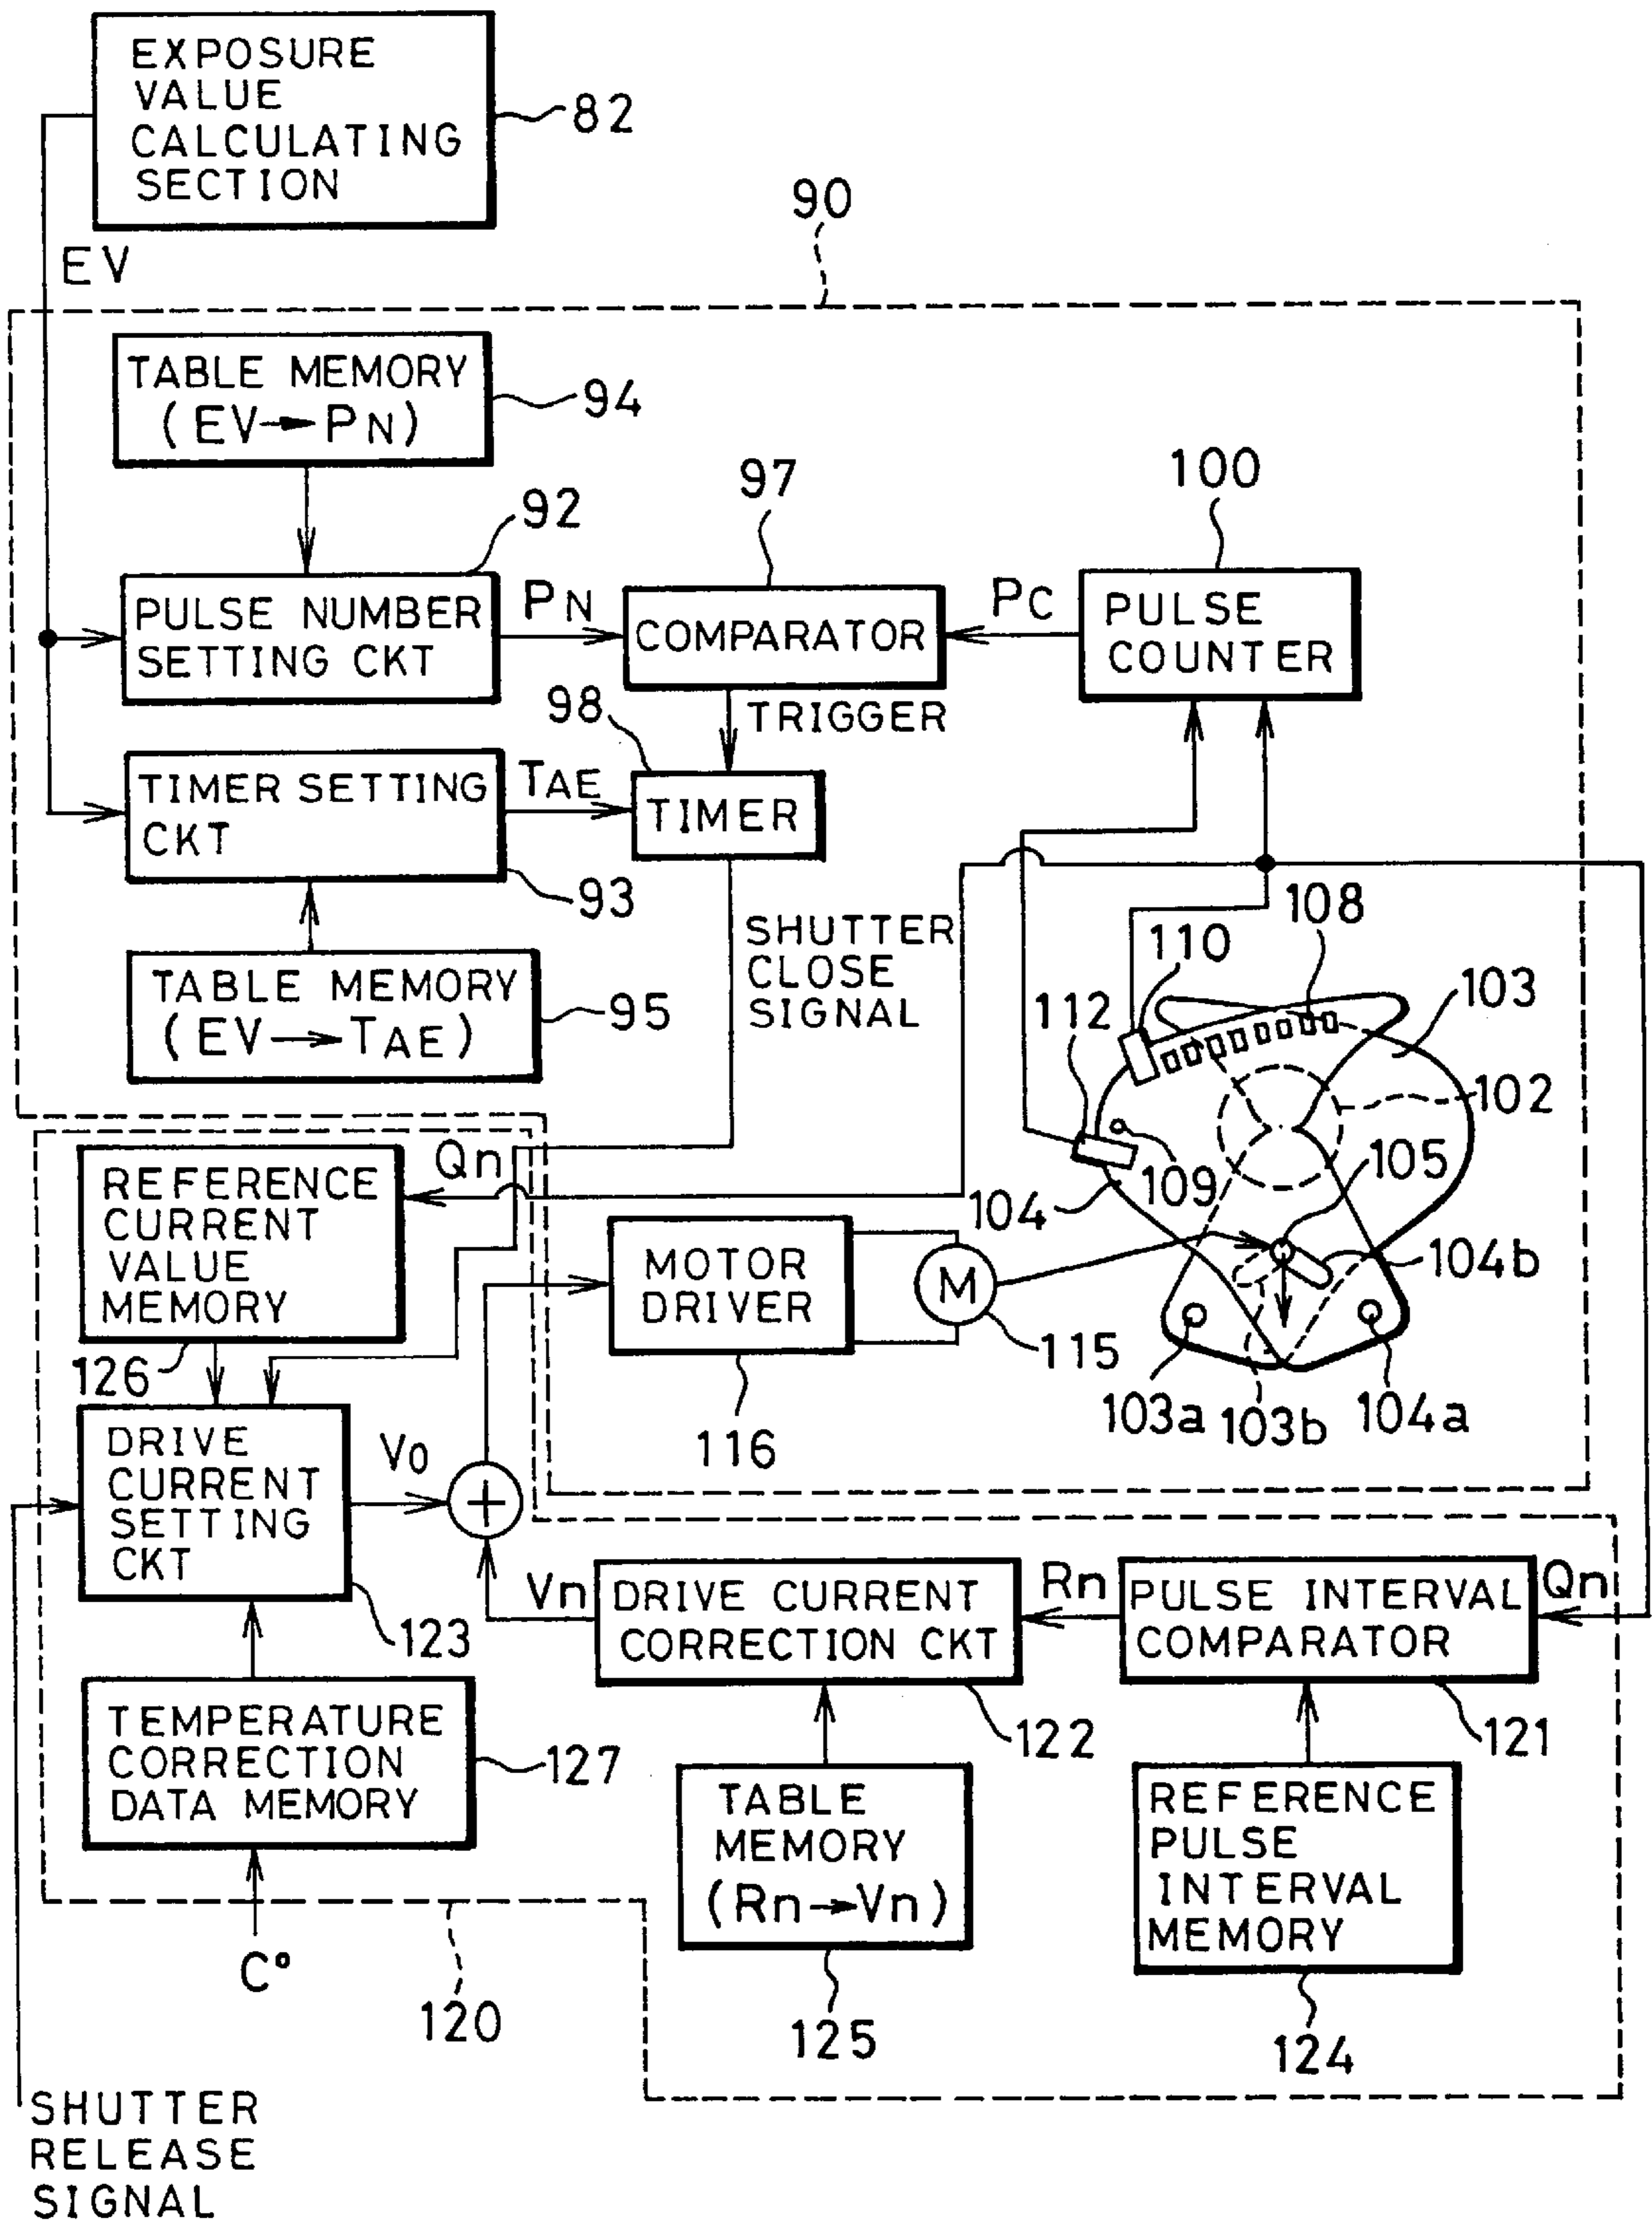 EXPOSURE
VALUE
CALCULATING
SECTION
82
EV
90
TABLE MEMORY
(EV→PN)
94
92
PULSE NUMBER
SETTING CKT
PN
97
COMPARATOR
PC
100
PULSE
COUNTER
TRIGGER
98
TIMER SETTING
CKT
TAE
TIMER
93
TABLE MEMORY
(EV→TAE)
95
SHUTTER
CLOSE
SIGNAL
108
110
112
103
102
105
109
104
104b
103a
103b
104a
Qn
REFERENCE
CURRENT
VALUE
MEMORY
126
MOTOR
DRIVER
M
115
116
DRIVE
CURRENT
SETTING
CKT
V0
+
123
Vn
DRIVE CURRENT
CORRECTION CKT
Rn
PULSE INTERVAL
COMPARATOR
Qn
122
121
TEMPERATURE
CORRECTION
DATA MEMORY
127
C°
120
TABLE
MEMORY
(Rn→Vn)
125
REFERENCE
PULSE
INTERVAL
MEMORY
124
SHUTTER
RELEASE
SIGNAL